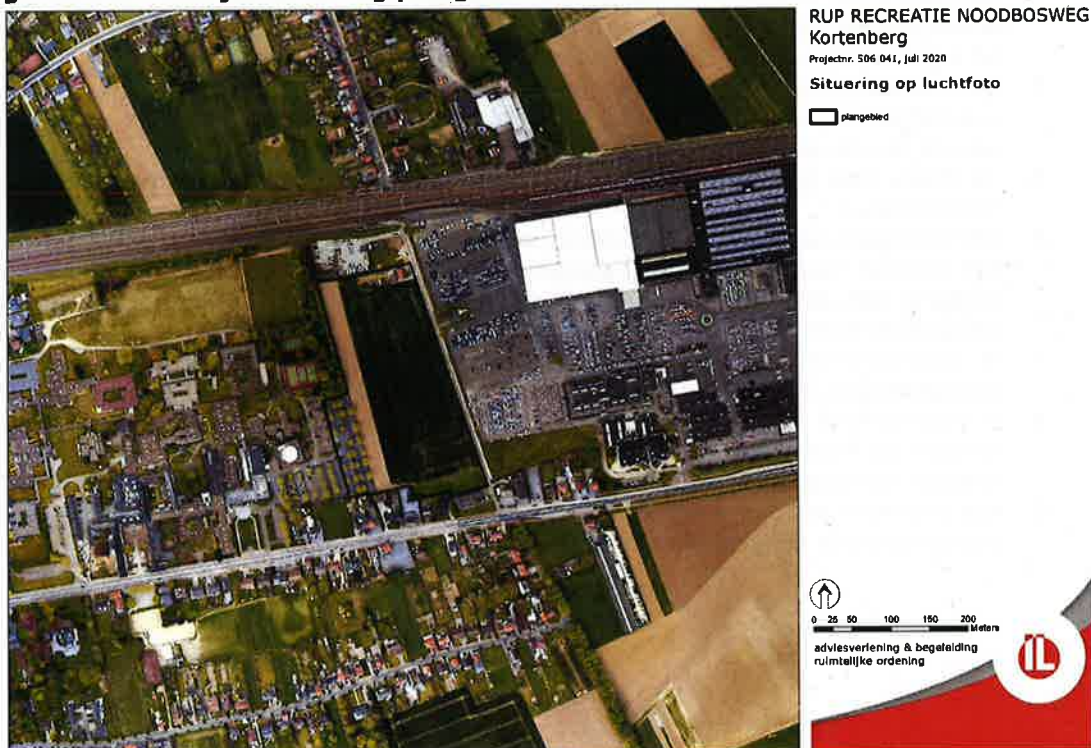 RUP RECREATIE NOODBOSWEG
Kortenberg
Projectnr. 506 041, juli 2020
Situering op luchtfoto
plangebied
0 25 50 100 150 200
Meters
adviesverlening & begeleiding
ruimtelijke ordening
iL